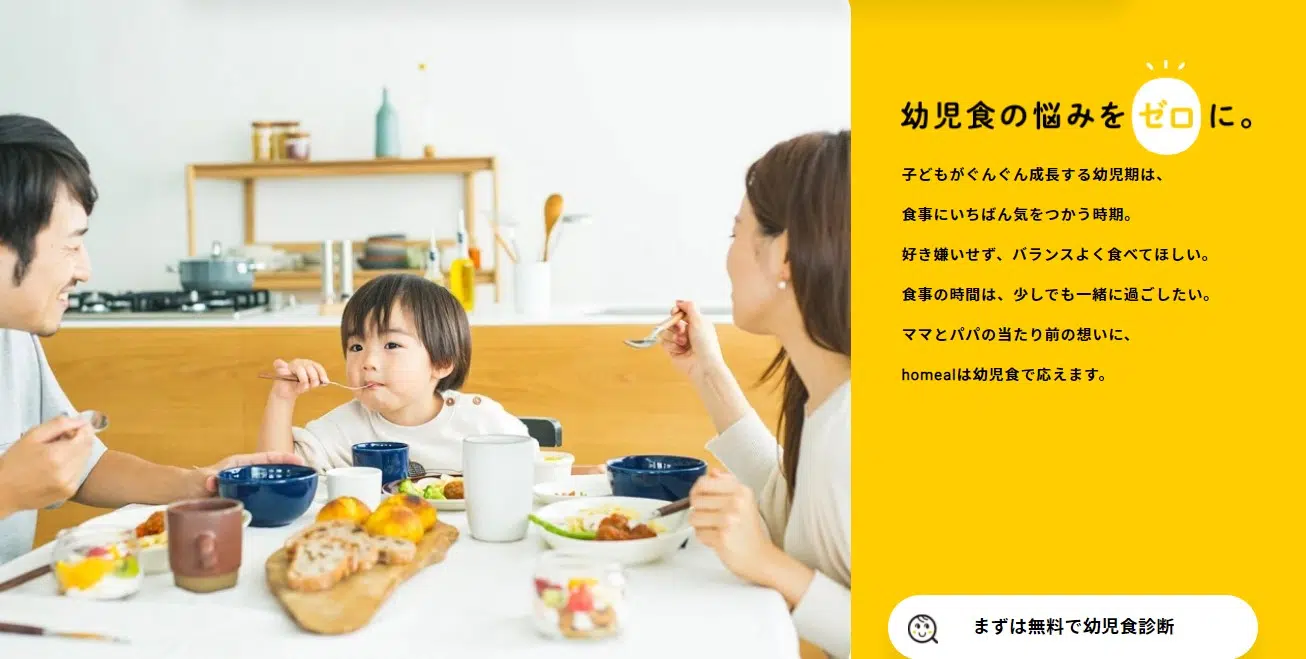 幼児食の悩みをゼロに。
子どもがぐんぐん成長する幼児期は、
食事にいちばん気をつかう時期。
好き嫌いせず、バランスよく食べてほしい。
食事の時間は、少しでも一緒に過ごしたい。
ママとパパの当たり前の想いに、
homealは幼児食で応えます。
まずは無料で幼児食診断